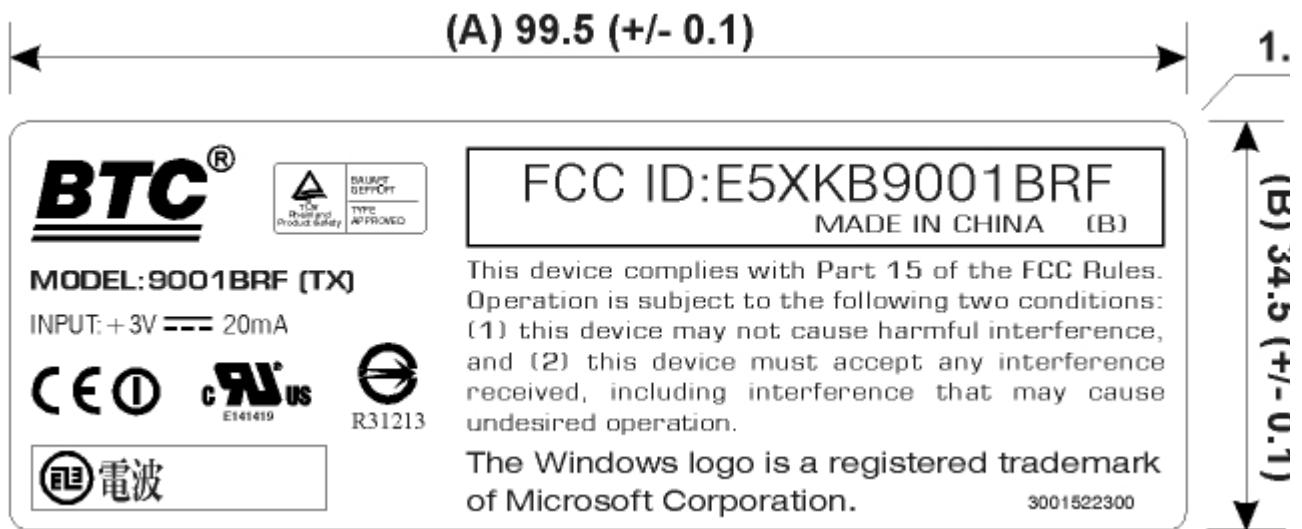 (A) 99.5 (+/- 0.1)
1.
BTC®
TÜV
Rheinland
Product Safety
BAUART
GEPRÜFT
TYPE
APPROVED
FCC ID:E5XKB9001BRF
MADE IN CHINA (B)
MODEL:9001BRF (TX)
INPUT: +3V 20mA
CE
c US
E141419
R31213
電波
This device complies with Part 15 of the FCC Rules.
Operation is subject to the following two conditions:
(1) this device may not cause harmful interference,
and (2) this device must accept any interference
received, including interference that may cause
undesired operation.
The Windows logo is a registered trademark
of Microsoft Corporation.
3001522300
(B) 34.5 (+/- 0.1)